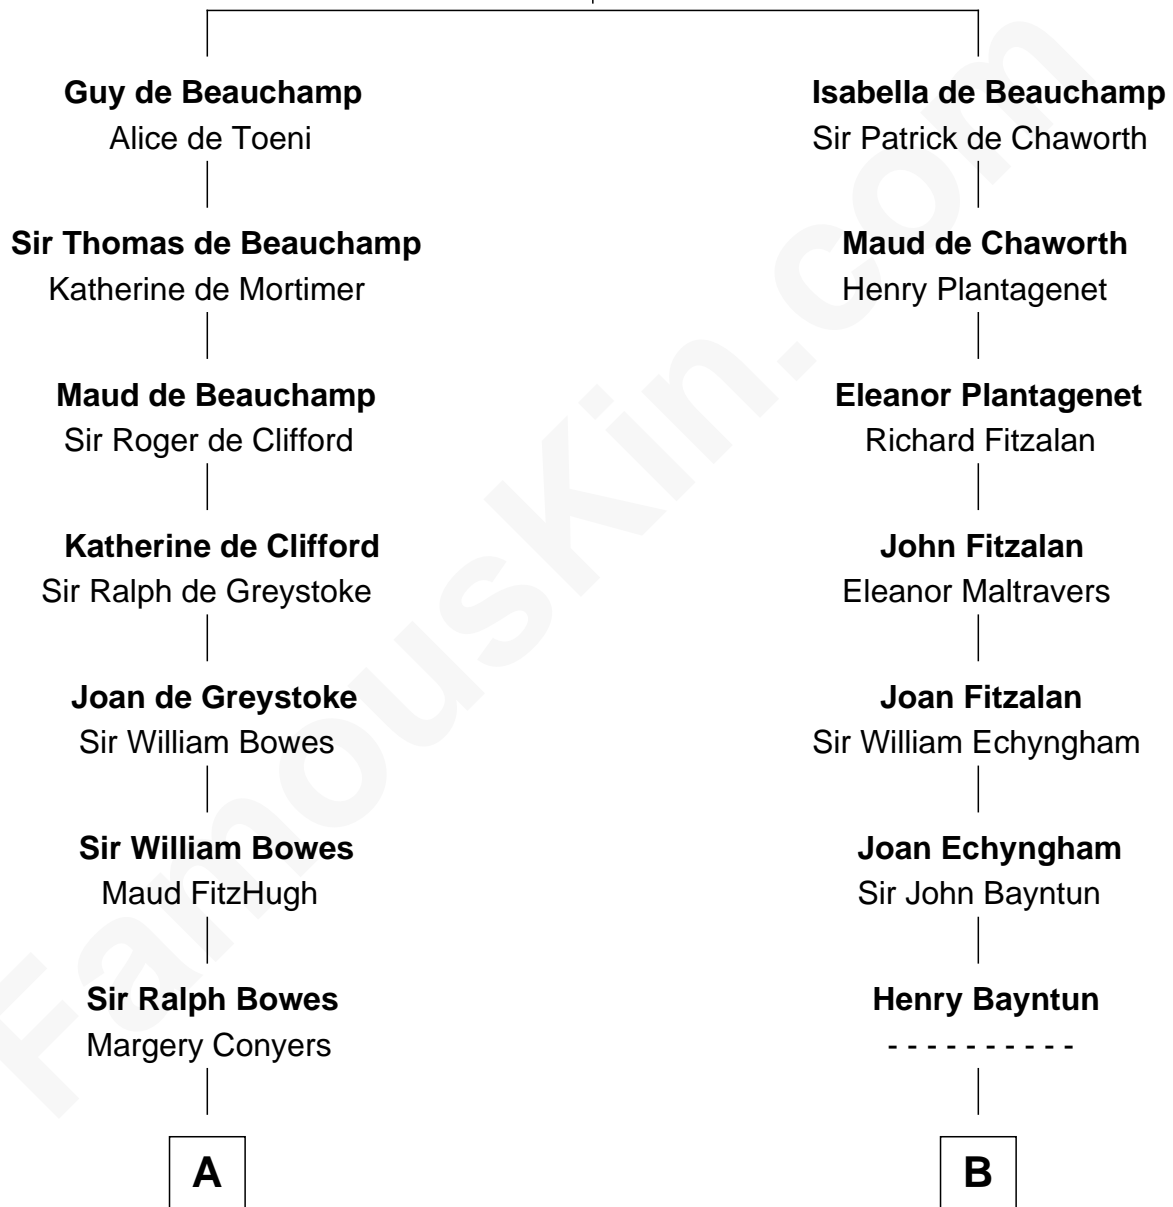 Guy de Beauchamp
Alice de Toeni
Sir Thomas de Beauchamp
Katherine de Mortimer
Maud de Beauchamp
Sir Roger de Clifford
Katherine de Clifford
Sir Ralph de Greystoke
Joan de Greystoke
Sir William Bowes
Sir William Bowes
Maud FitzHugh
Sir Ralph Bowes
Margery Conyers
A
Isabella de Beauchamp
Sir Patrick de Chaworth
Maud de Chaworth
Henry Plantagenet
Eleanor Plantagenet
Richard Fitzalan
John Fitzalan
Eleanor Maltravers
Joan Fitzalan
Sir William Echyngham
Joan Echyngham
Sir John Bayntun
Henry Bayntun
- - - - - - - - - -
B
FamousKin.com